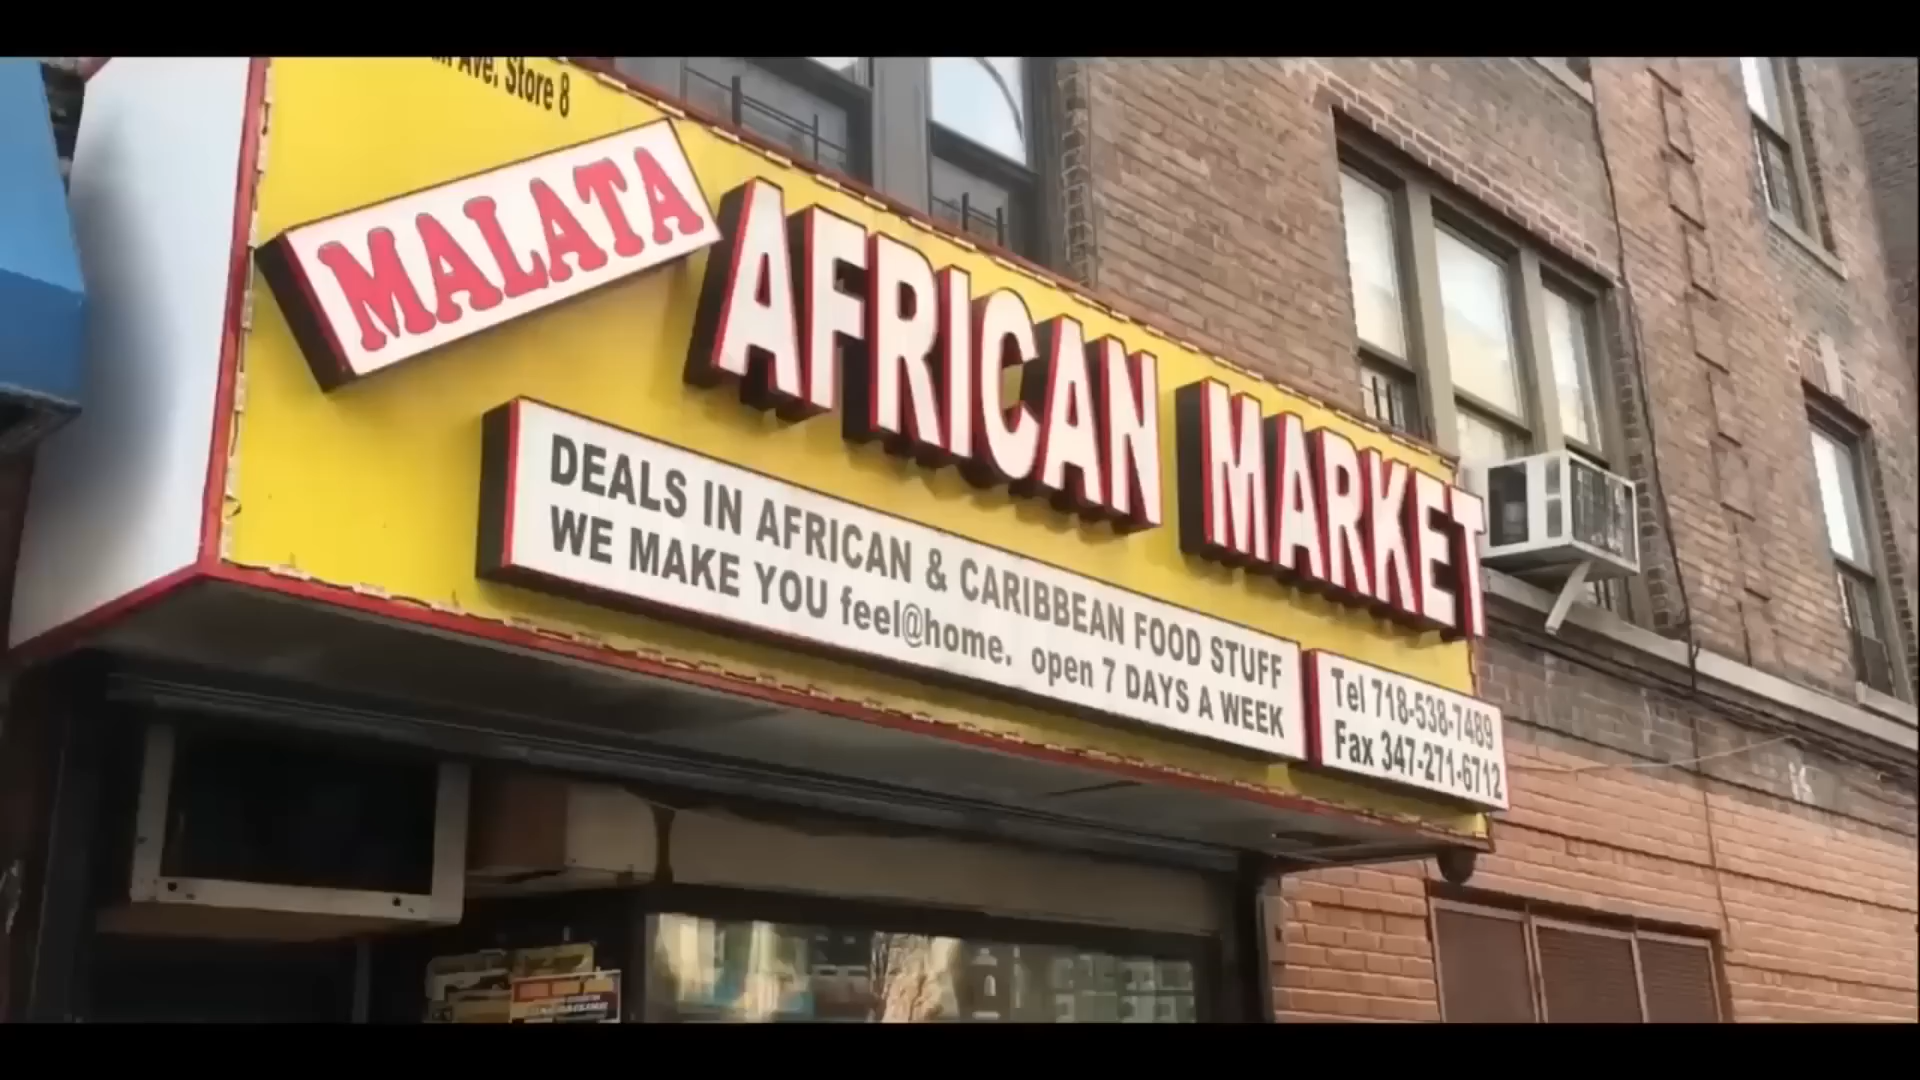 Ave. Store 8
MALATA
AFRICAN MARKET
DEALS IN AFRICAN & CARIBBEAN FOOD STUFF
WE MAKE YOU feel@home. open 7 DAYS A WEEK
Tel 718-538-7489
Fax 347-271-6712